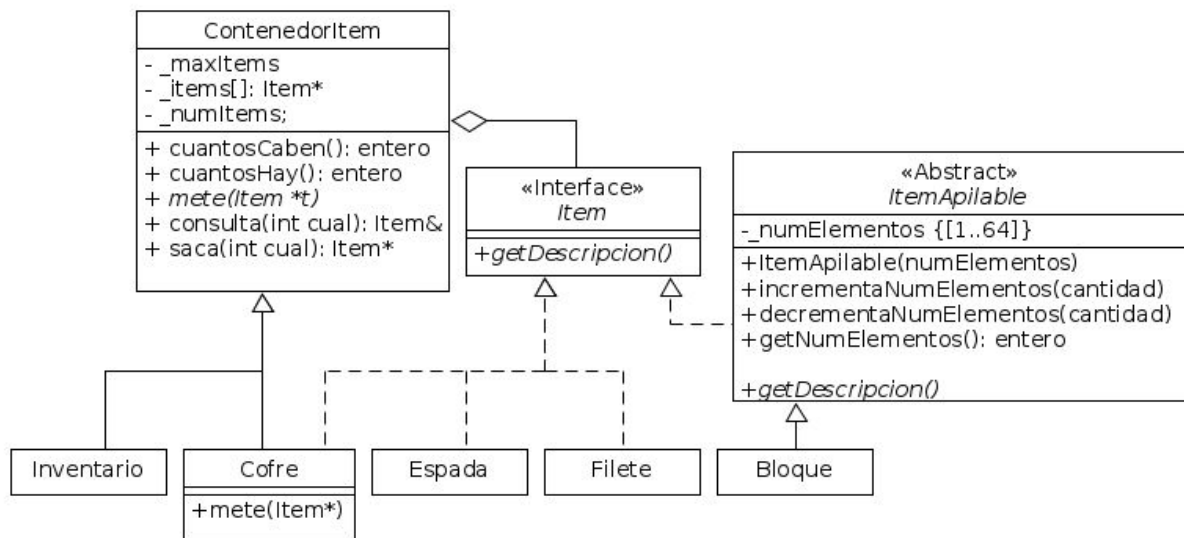 ContenedorItem
- _maxItems
- _items[]: Item*
- _numItems;
+ cuantosCaben(): entero
+ cuantosHay(): entero
+ mete(Item *t)
+ consulta(int cual): Item&
+ saca(int cual): Item*
«Interface»
Item
+getDescripcion()
«Abstract»
ItemApilable
-_numElementos {[1..64]}
+ItemApilable(numElementos)
+incrementaNumElementos(cantidad)
+decrementaNumElementos(cantidad)
+getNumElementos(): entero
+getDescripcion()
Inventario
Cofre
+mete(Item*)
Espada
Filete
Bloque